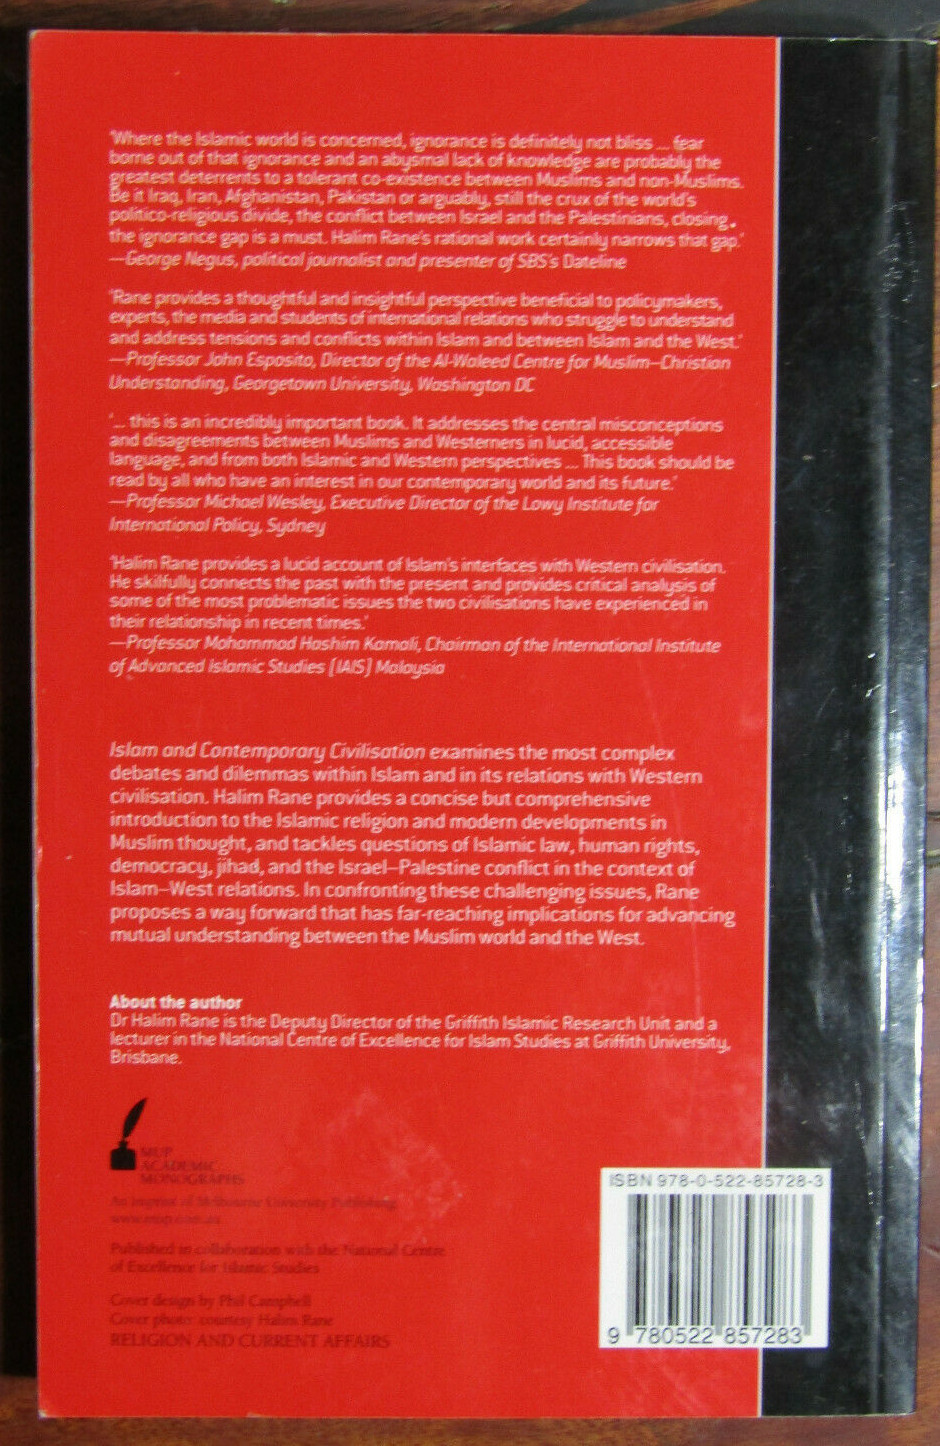 'Where the Islamic world is concerned, ignorance is definitely not bliss ... fear
borne out of that ignorance and an abysmal lack of knowledge are probably the
greatest deterrents to a tolerant co-existence between Muslims and non-Muslims.
Be it Iraq, Iran, Afghanistan, Pakistan or arguably, still the crux of the world's
politico-religious divide, the conflict between Israel and the Palestinians, closing
the ignorance gap is a must. Halim Rane's rational work certainly narrows that gap.'
—George Negus, political journalist and presenter of SBS's Dateline
'Rane provides a thoughtful and insightful perspective beneficial to policymakers,
experts, the media and students of international relations who struggle to understand
and address tensions and conflicts within Islam and between Islam and the West.'
—Professor John Esposito, Director of the Al-Waleed Centre for Muslim–Christian
Understanding, Georgetown University, Washington DC
'... this is an incredibly important book. It addresses the central misconceptions
and disagreements between Muslims and Westerners in lucid, accessible
language, and from both Islamic and Western perspectives ... This book should be
read by all who have an interest in our contemporary world and its future.'
—Professor Michael Wesley, Executive Director of the Lowy Institute for
International Policy, Sydney
'Halim Rane provides a lucid account of Islam's interfaces with Western civilisation.
He skilfully connects the past with the present and provides critical analysis of
some of the most problematic issues the two civilisations have experienced in
their relationship in recent times.'
—Professor Mohammad Hashim Kamali, Chairman of the International Institute
of Advanced Islamic Studies [IAIS] Malaysia
Islam and Contemporary Civilisation examines the most complex
debates and dilemmas within Islam and in its relations with Western
civilisation. Halim Rane provides a concise but comprehensive
introduction to the Islamic religion and modern developments in
Muslim thought, and tackles questions of Islamic law, human rights,
democracy, jihad, and the Israel–Palestine conflict in the context of
Islam–West relations. In confronting these challenging issues, Rane
proposes a way forward that has far-reaching implications for advancing
mutual understanding between the Muslim world and the West.
About the author
Dr Halim Rane is the Deputy Director of the Griffith Islamic Research Unit and a
lecturer in the National Centre of Excellence for Islam Studies at Griffith University,
Brisbane.
MUP
ACADEMIC
MONOGRAPHS
An imprint of Melbourne University Publishing
www.mup.com.au
Published in collaboration with the National Centre
of Excellence for Islamic Studies
Cover design by Phil Campbell
Cover photo: courtesy Halim Rane
RELIGION AND CURRENT AFFAIRS
ISBN 978-0-522-85728-3
9 780522 857283